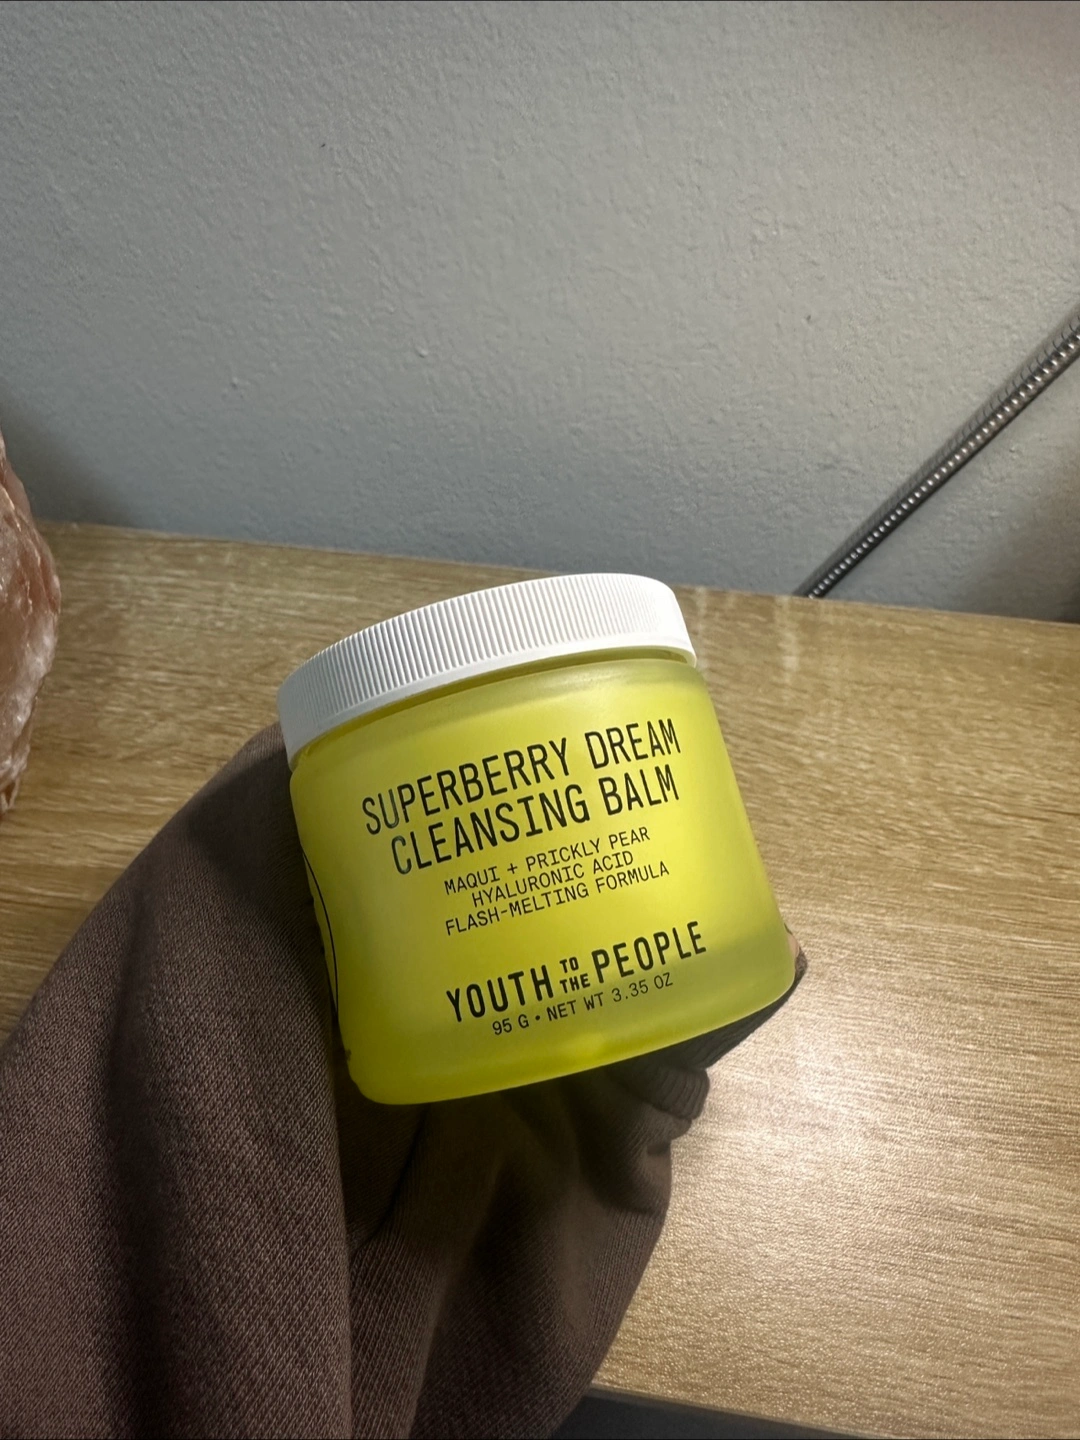 SUPERBERRY DREAM
CLEANSING BALM
MAQUI + PRICKLY PEAR
HYALURONIC ACID
FLASH-MELTING FORMULA
YOUTH TO THE PEOPLE
95 G • NET WT 3.35 OZ